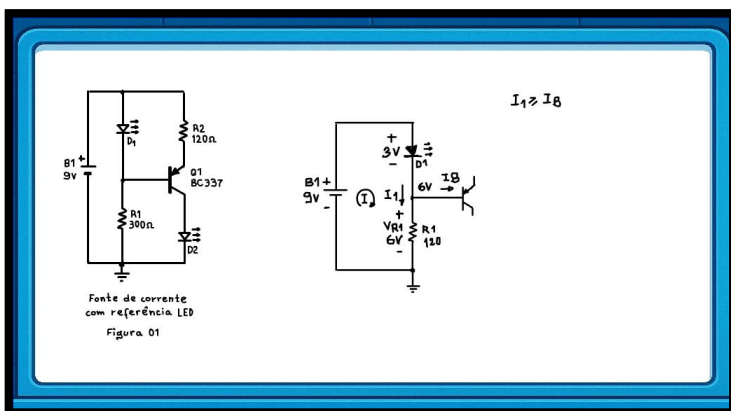 I1 ≥ IB
R2
120Ω
D1
B1 +
9v
Q1
BC337
R1
300Ω
D2
Fonte de corrente
com referência LED
Figura 01
+
3V
-
D1
B1 +
9v
-
I
I1
6V
IB
+
VR1
6V
-
R1
120